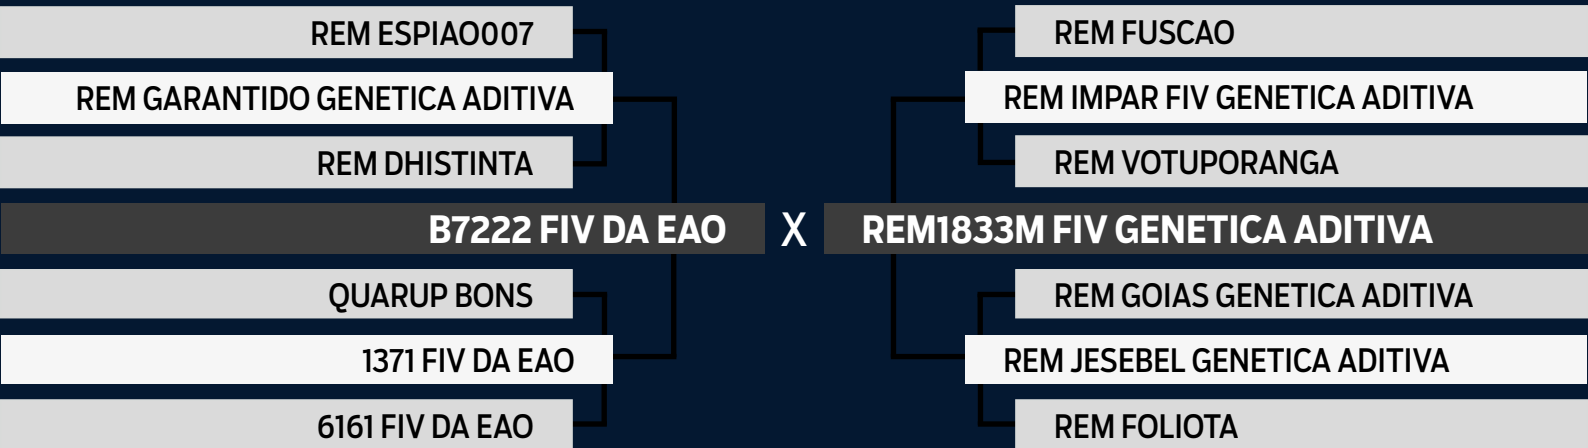 REM ESPIAO007
REM GARANTIDO GENETICA ADITIVA
REM DHISTINTA
B7222 FIV DA EAO
QUARUP BONS
1371 FIV DA EAO
6161 FIV DA EAO
X
REM FUSCAO
REM IMPAR FIV GENETICA ADITIVA
REM VOTUPORANGA
REM1833M FIV GENETICA ADITIVA
REM GOIAS GENETICA ADITIVA
REM JESEBEL GENETICA ADITIVA
REM FOLIOTA